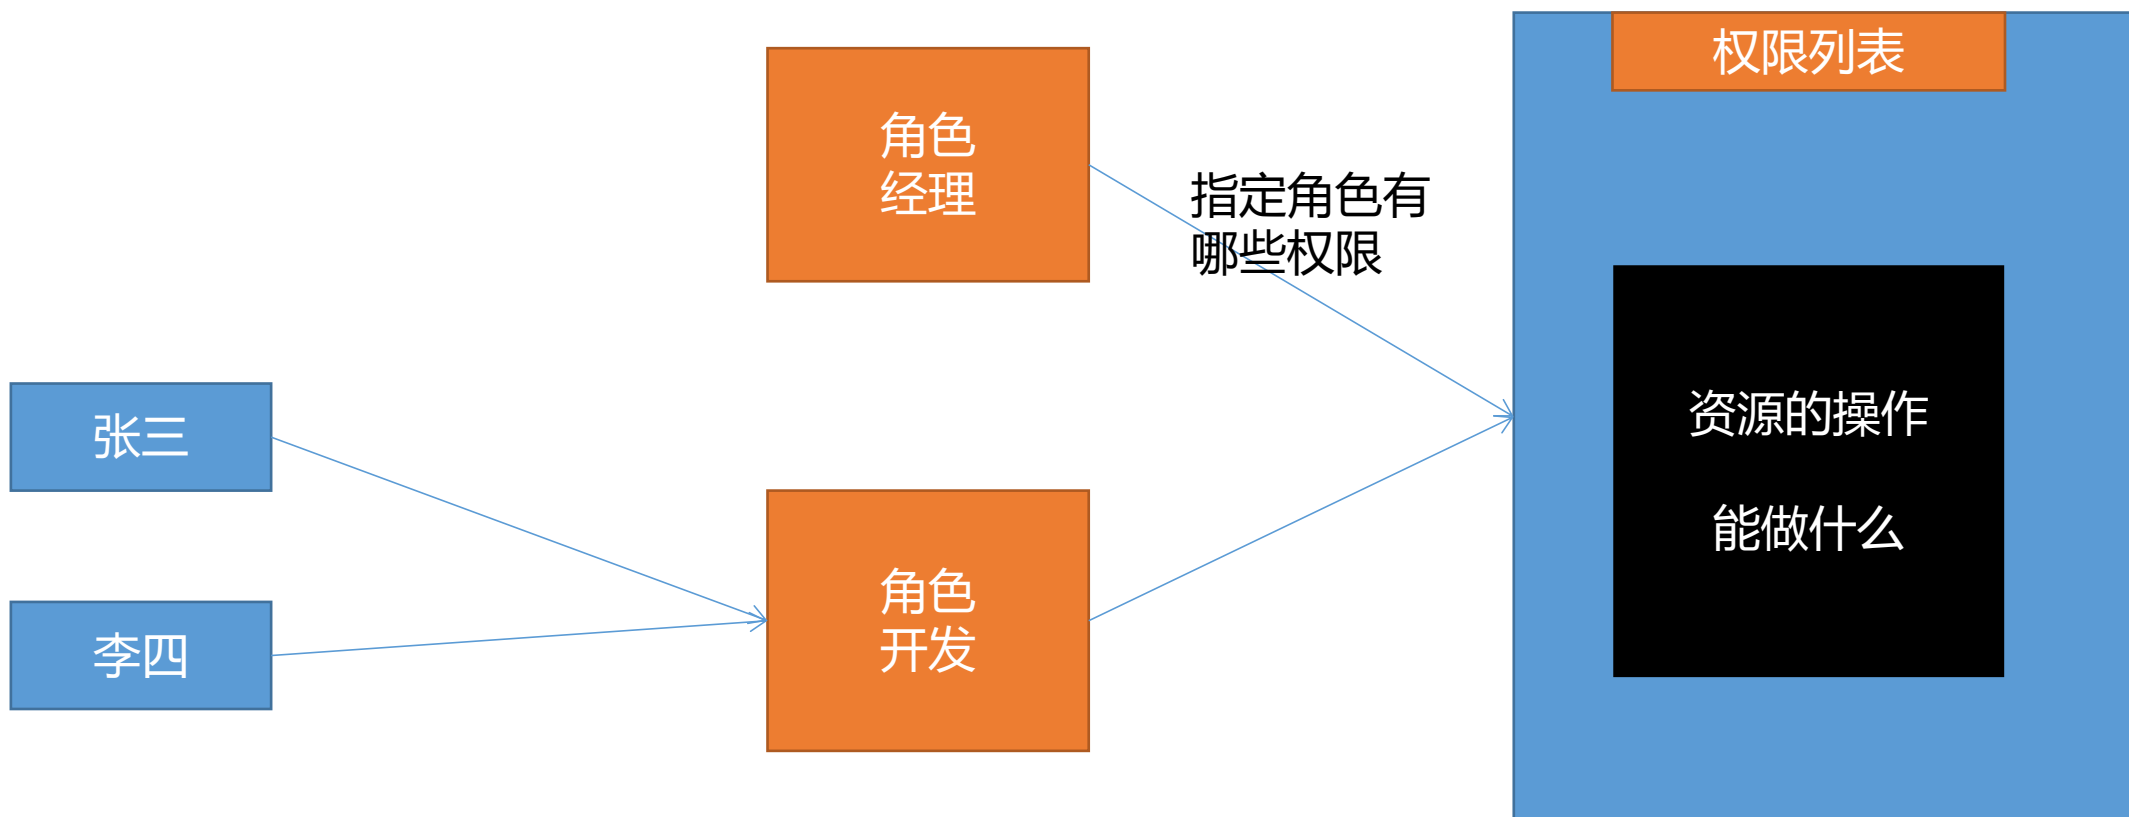 权限列表
角色
经理
指定角色有
哪些权限
张三
资源的操作
能做什么
角色
开发
李四